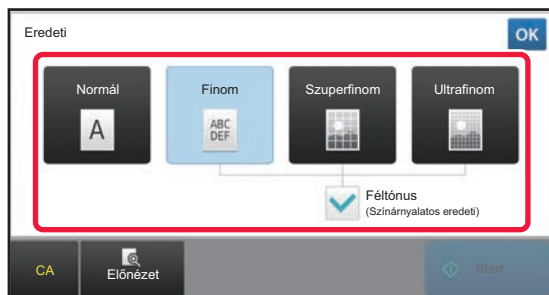 Eredeti
OK
Normál
Finom
Szuperfinom
Ultrafinom
A
ABC
DEF
Féltónus
(Színárnyalatos eredeti)
CA
Előnézet
Start